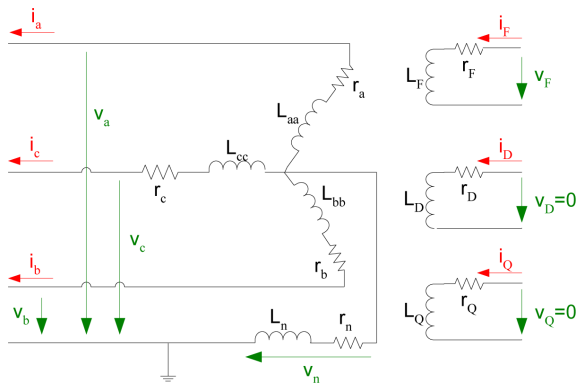 i_a
i_F
r_a
r_F
L_F
v_F
v_a
L_aa
i_c
L_cc
i_D
r_c
L_bb
r_D
L_D
v_D=0
v_c
i_b
r_b
i_Q
v_b
L_n
r_n
r_Q
L_Q
v_Q=0
v_n